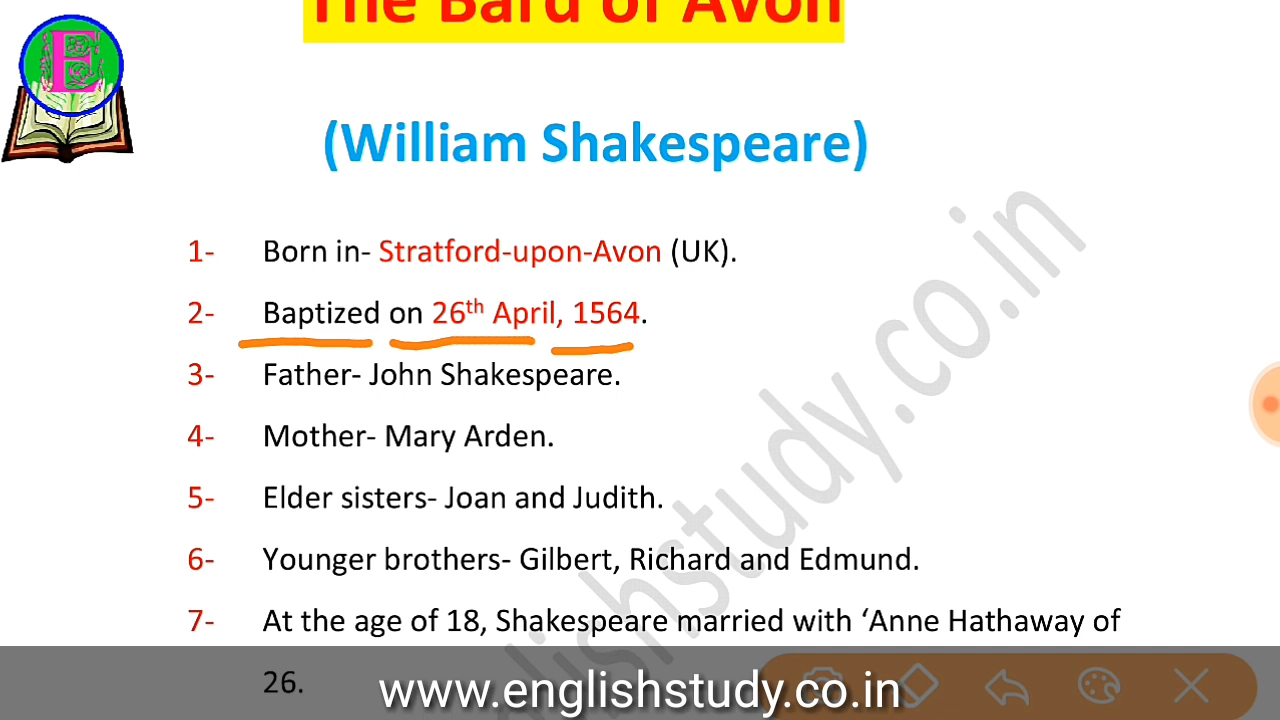 The Bard of Avon
E
(William Shakespeare)
1- Born in- Stratford-upon-Avon (UK).
2- Baptized on 26th April, 1564.
3- Father- John Shakespeare.
4- Mother- Mary Arden.
5- Elder sisters- Joan and Judith.
6- Younger brothers- Gilbert, Richard and Edmund.
7- At the age of 18, Shakespeare married with ‘Anne Hathaway of
26.
englishstudy.co.in
www.englishstudy.co.in